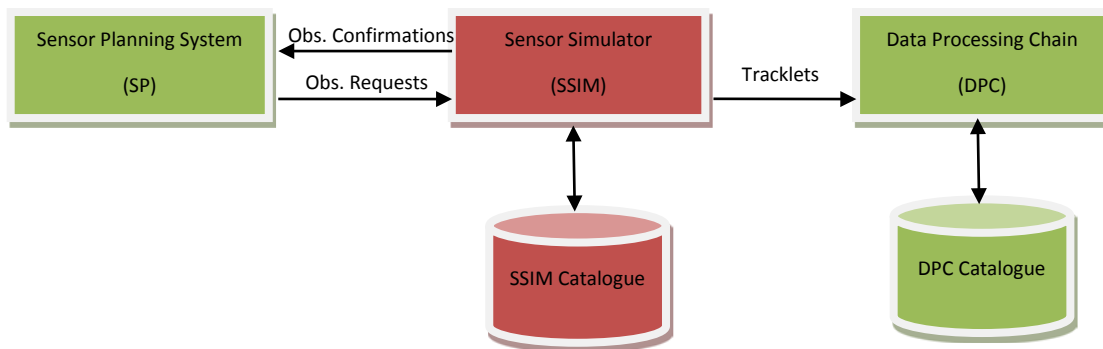 Sensor Planning System
(SP)
Obs. Confirmations
Obs. Requests
Sensor Simulator
(SSIM)
Tracklets
Data Processing Chain
(DPC)
SSIM Catalogue
DPC Catalogue